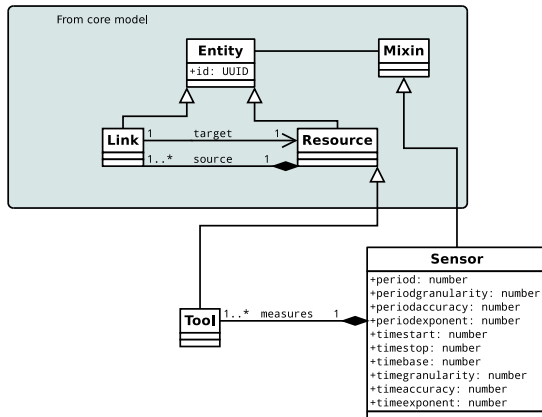 From core model
Entity
Mixin
+id: UUID
Link
1 target 1
Resource
1..* source 1
Sensor
+period: number
+periodgranularity: number
+periodaccuracy: number
+periodexponent: number
+timestart: number
+timestop: number
+timebase: number
+timegranularity: number
+timeaccuracy: number
+timeexponent: number
Tool
1..* measures 1